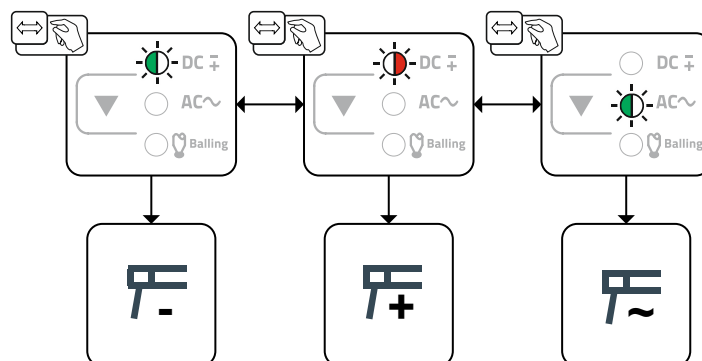 DC ∓
AC∼
Balling
DC ∓
AC∼
Balling
DC ∓
AC∼
Balling
-
+
~